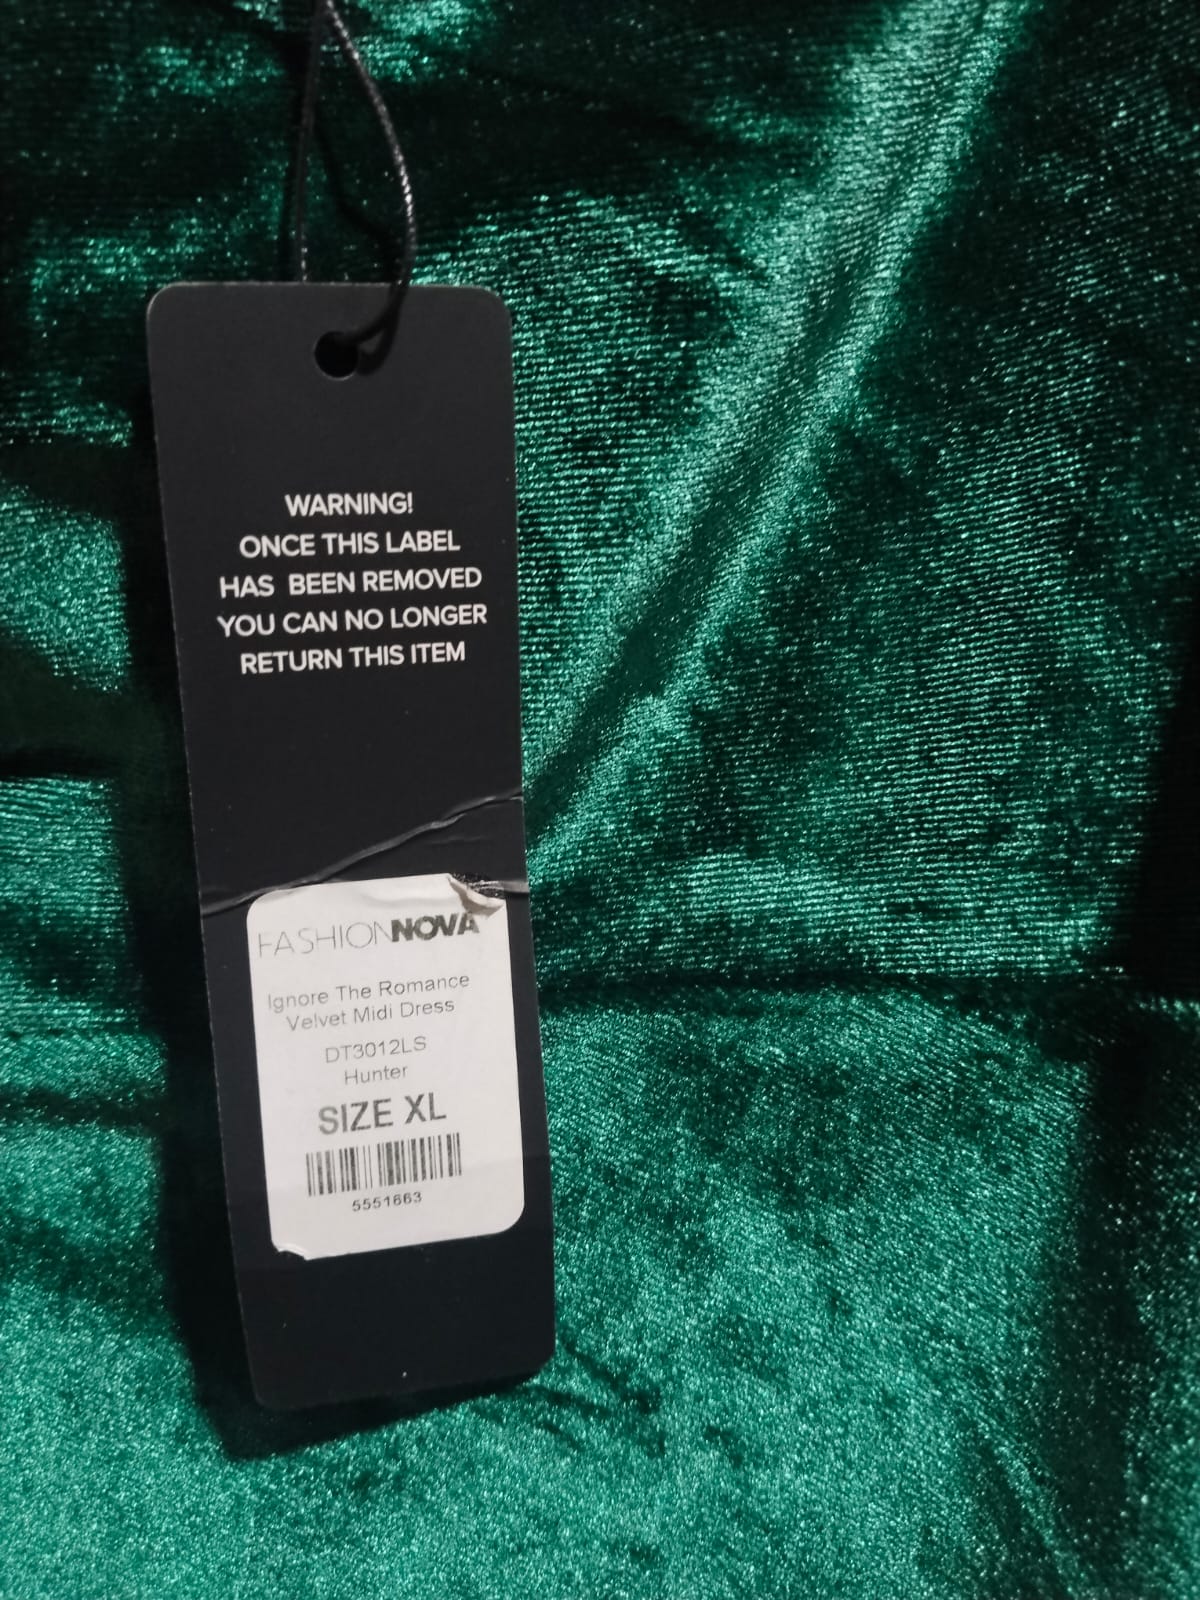 WARNING!
ONCE THIS LABEL
HAS BEEN REMOVED
YOU CAN NO LONGER
RETURN THIS ITEM
FASHIONNOVA
Ignore The Romance
Velvet Midi Dress
DT3012LS
Hunter
SIZE XL
5551663